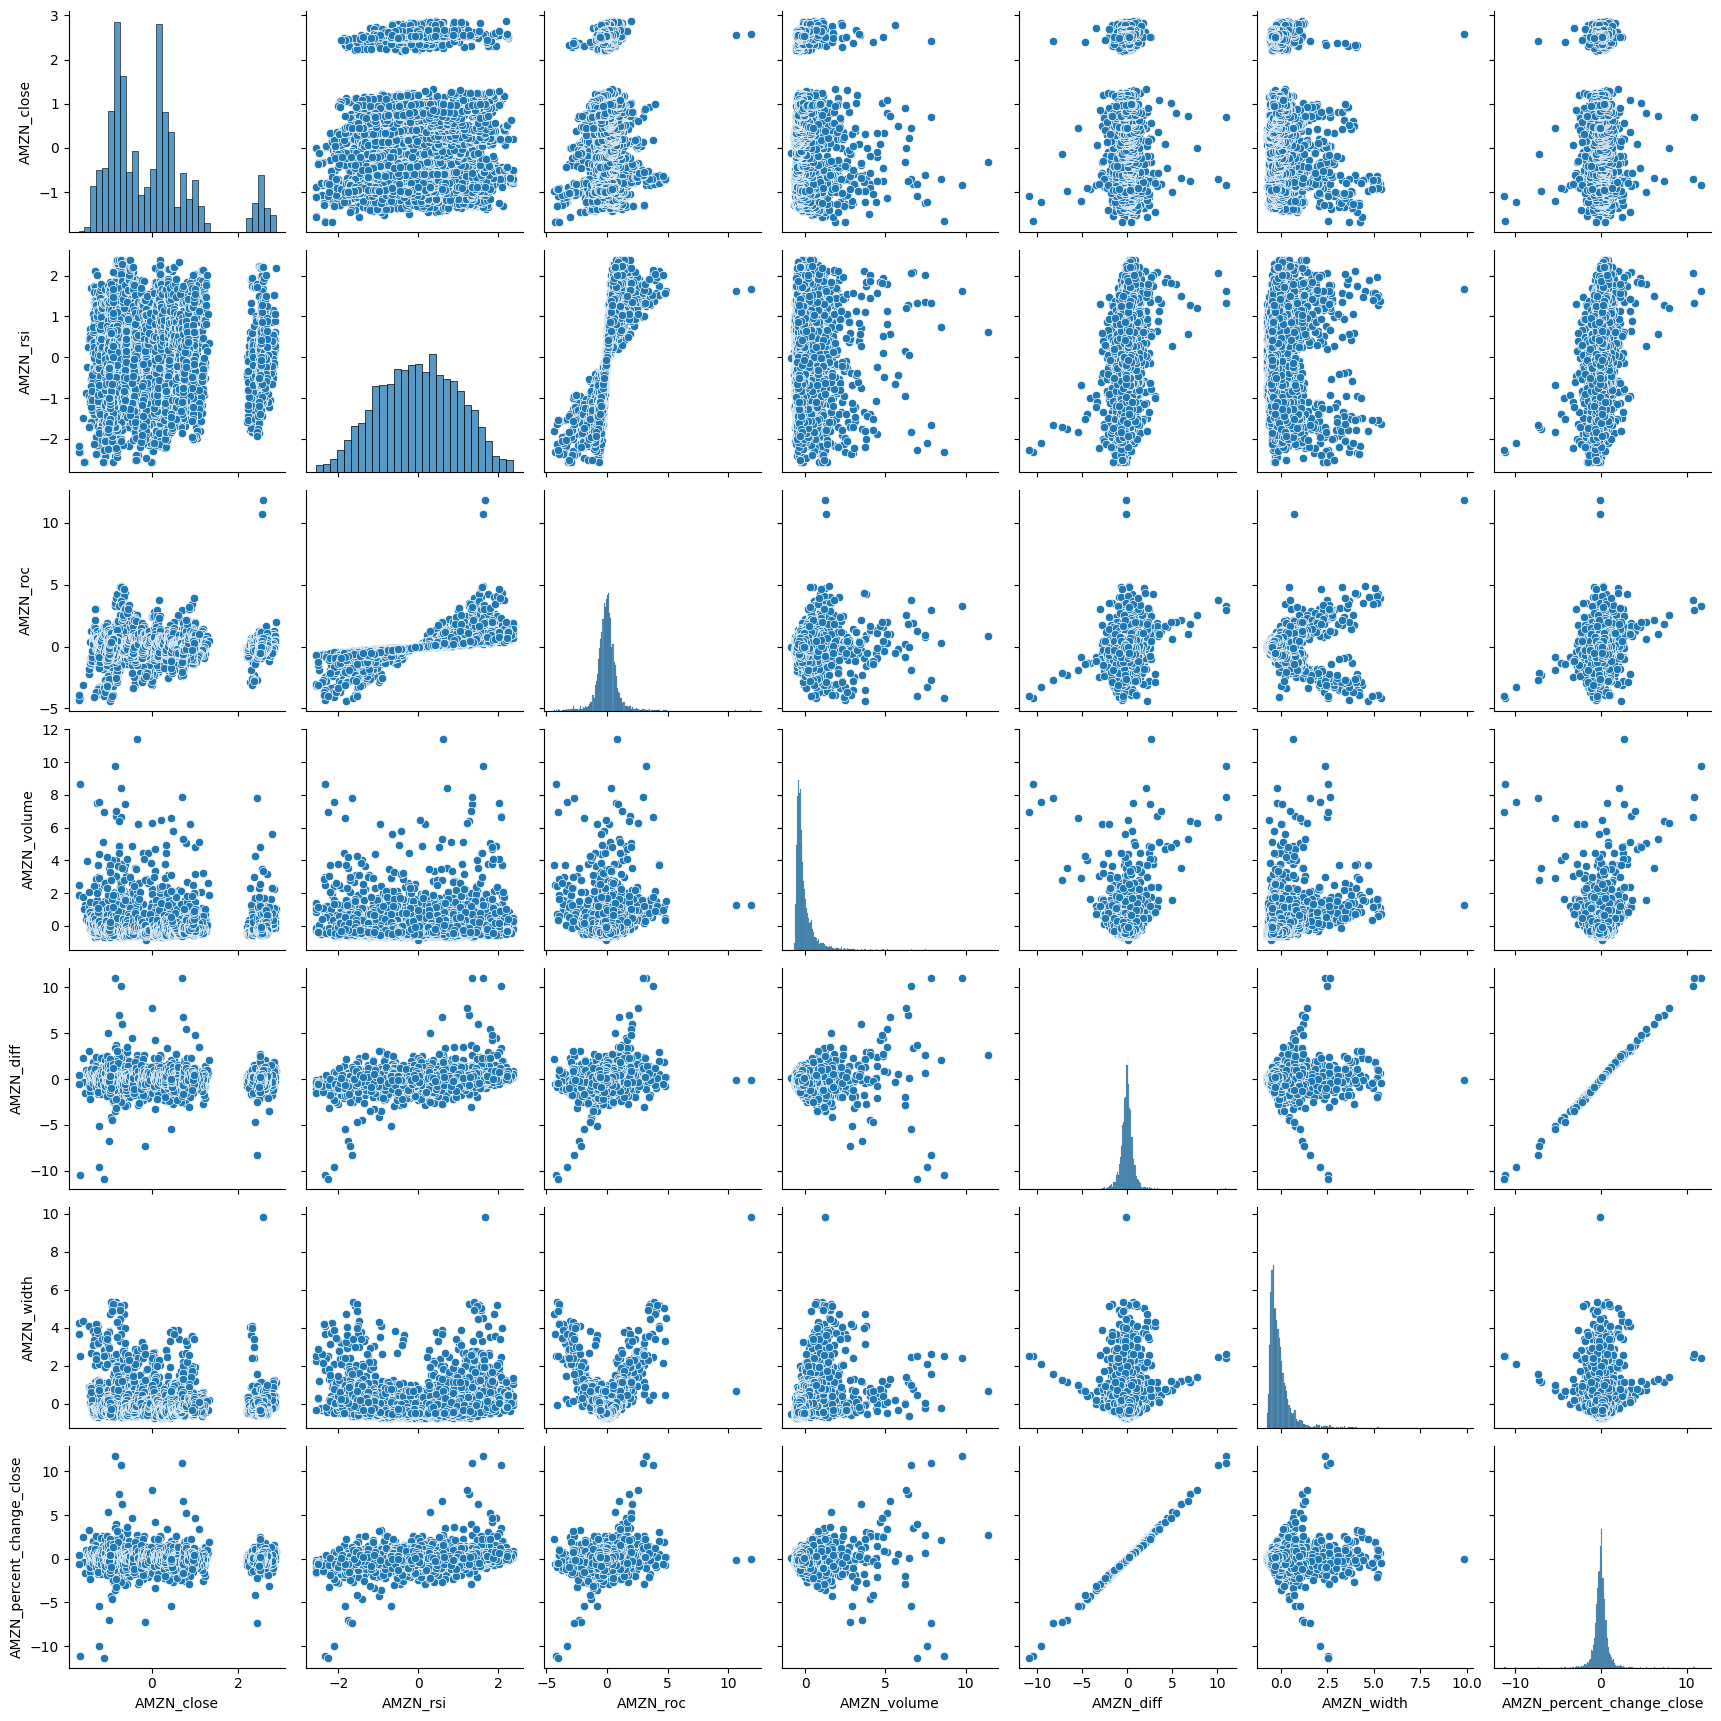 3
2
1
0
−1
AMZN_close
2
1
0
−1
−2
AMZN_rsi
10
5
0
−5
AMZN_roc
12
10
8
6
4
2
0
AMZN_volume
10
5
0
−5
−10
AMZN_diff
10
8
6
4
2
0
AMZN_width
10
5
0
−5
−10
AMZN_percent_change_close
0 2
−2 0 2
−5 0 5 10
0 5 10
−10 −5 0 5 10
0.0 2.5 5.0 7.5 10.0
−10 0 10
AMZN_close AMZN_rsi AMZN_roc AMZN_volume AMZN_diff AMZN_width AMZN_percent_change_close